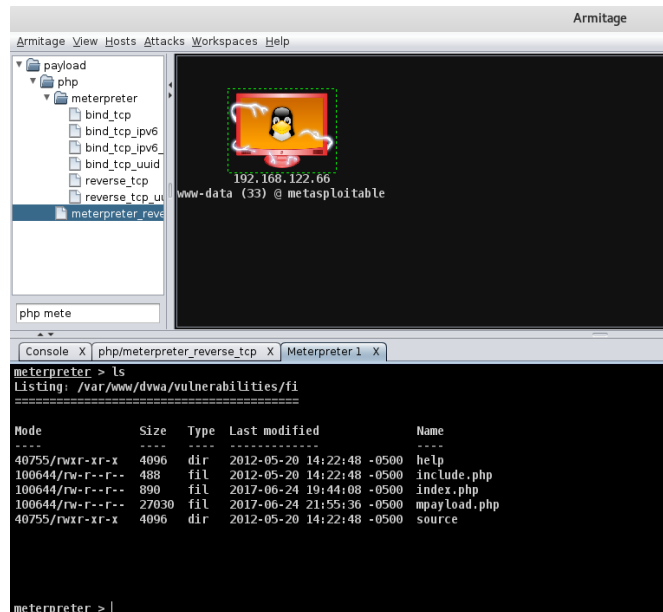 Armitage
Armitage View Hosts Attacks Workspaces Help
payload
php
meterpreter
bind_tcp
bind_tcp_ipv6
bind_tcp_ipv6_
bind_tcp_uuid
reverse_tcp
reverse_tcp_uu
meterpreter_reve
php mete
192.168.122.66
www-data (33) @ metasploitable
Console X php/meterpreter_reverse_tcp X Meterpreter 1 X
meterpreter > ls
Listing: /var/www/dvwa/vulnerabilities/fi
=========================================
Mode Size Type Last modified Name
---- ---- ---- ------------- ----
40755/rwxr-xr-x 4096 dir 2012-05-20 14:22:48 -0500 help
100644/rw-r--r-- 488 fil 2012-05-20 14:22:48 -0500 include.php
100644/rw-r--r-- 890 fil 2017-06-24 19:44:08 -0500 index.php
100644/rw-r--r-- 27030 fil 2017-06-24 21:55:36 -0500 mpayload.php
40755/rwxr-xr-x 4096 dir 2012-05-20 14:22:48 -0500 source
meterpreter >